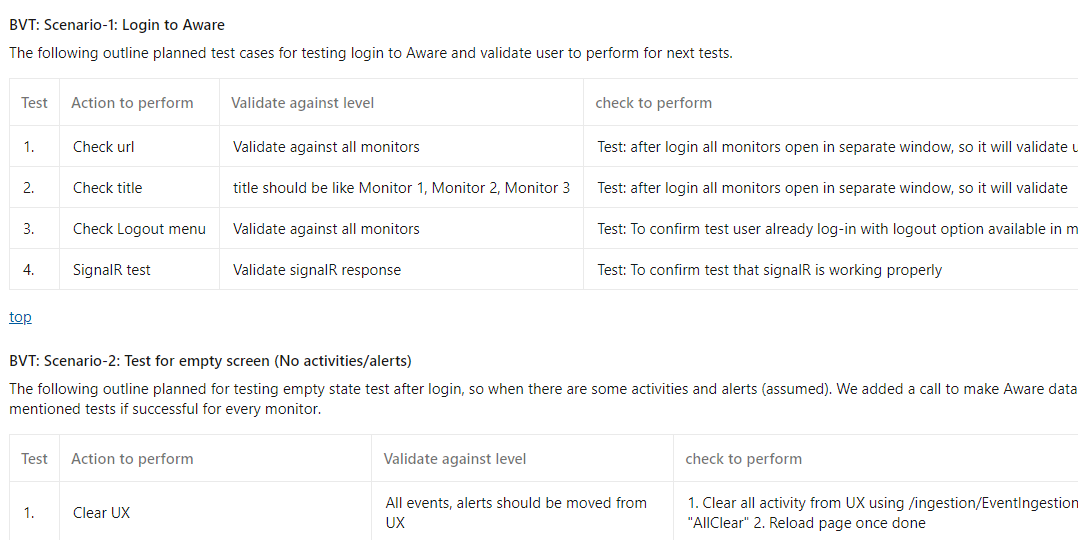 BVT: Scenario-1: Login to Aware
The following outline planned test cases for testing login to Aware and validate user to perform for next tests.
Test Action to perform Validate against level check to perform
1. Check url Validate against all monitors Test: after login all monitors open in separate window, so it will validate u
2. Check title title should be like Monitor 1, Monitor 2, Monitor 3 Test: after login all monitors open in separate window, so it will validate
3. Check Logout menu Validate against all monitors Test: To confirm test user already log-in with logout option available in m
4. SignalR test Validate signalR response Test: To confirm test that signalR is working properly
top
BVT: Scenario-2: Test for empty screen (No activities/alerts)
The following outline planned for testing empty state test after login, so when there are some activities and alerts (assumed). We added a call to make Aware data
mentioned tests if successful for every monitor.
Test Action to perform Validate against level check to perform
1. Clear UX All events, alerts should be moved from
UX
1. Clear all activity from UX using /ingestion/EventIngestion
"AllClear" 2. Reload page once done